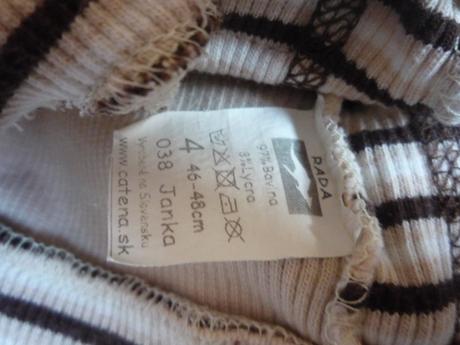 RADA
97% Bavlna
3% Lycra
4 46-48cm
038 Janka
Vyrobené na Slovensku
www.catena.sk